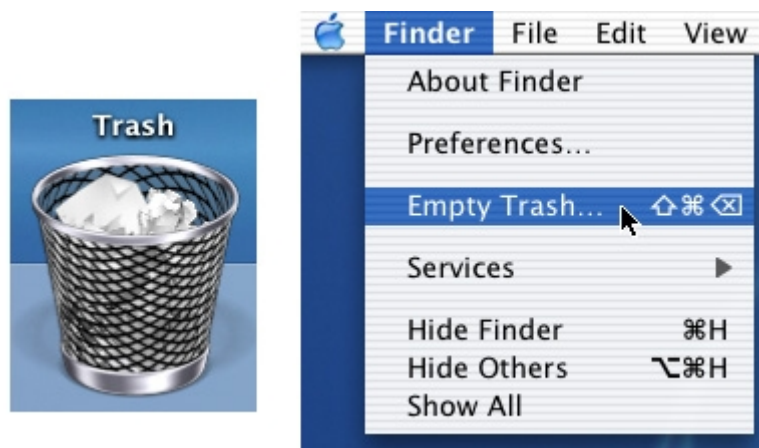 Trash
Finder File Edit View
About Finder
Preferences...
Empty Trash... ⇧⌘⌫
Services ▶
Hide Finder ⌘H
Hide Others ⌥⌘H
Show All